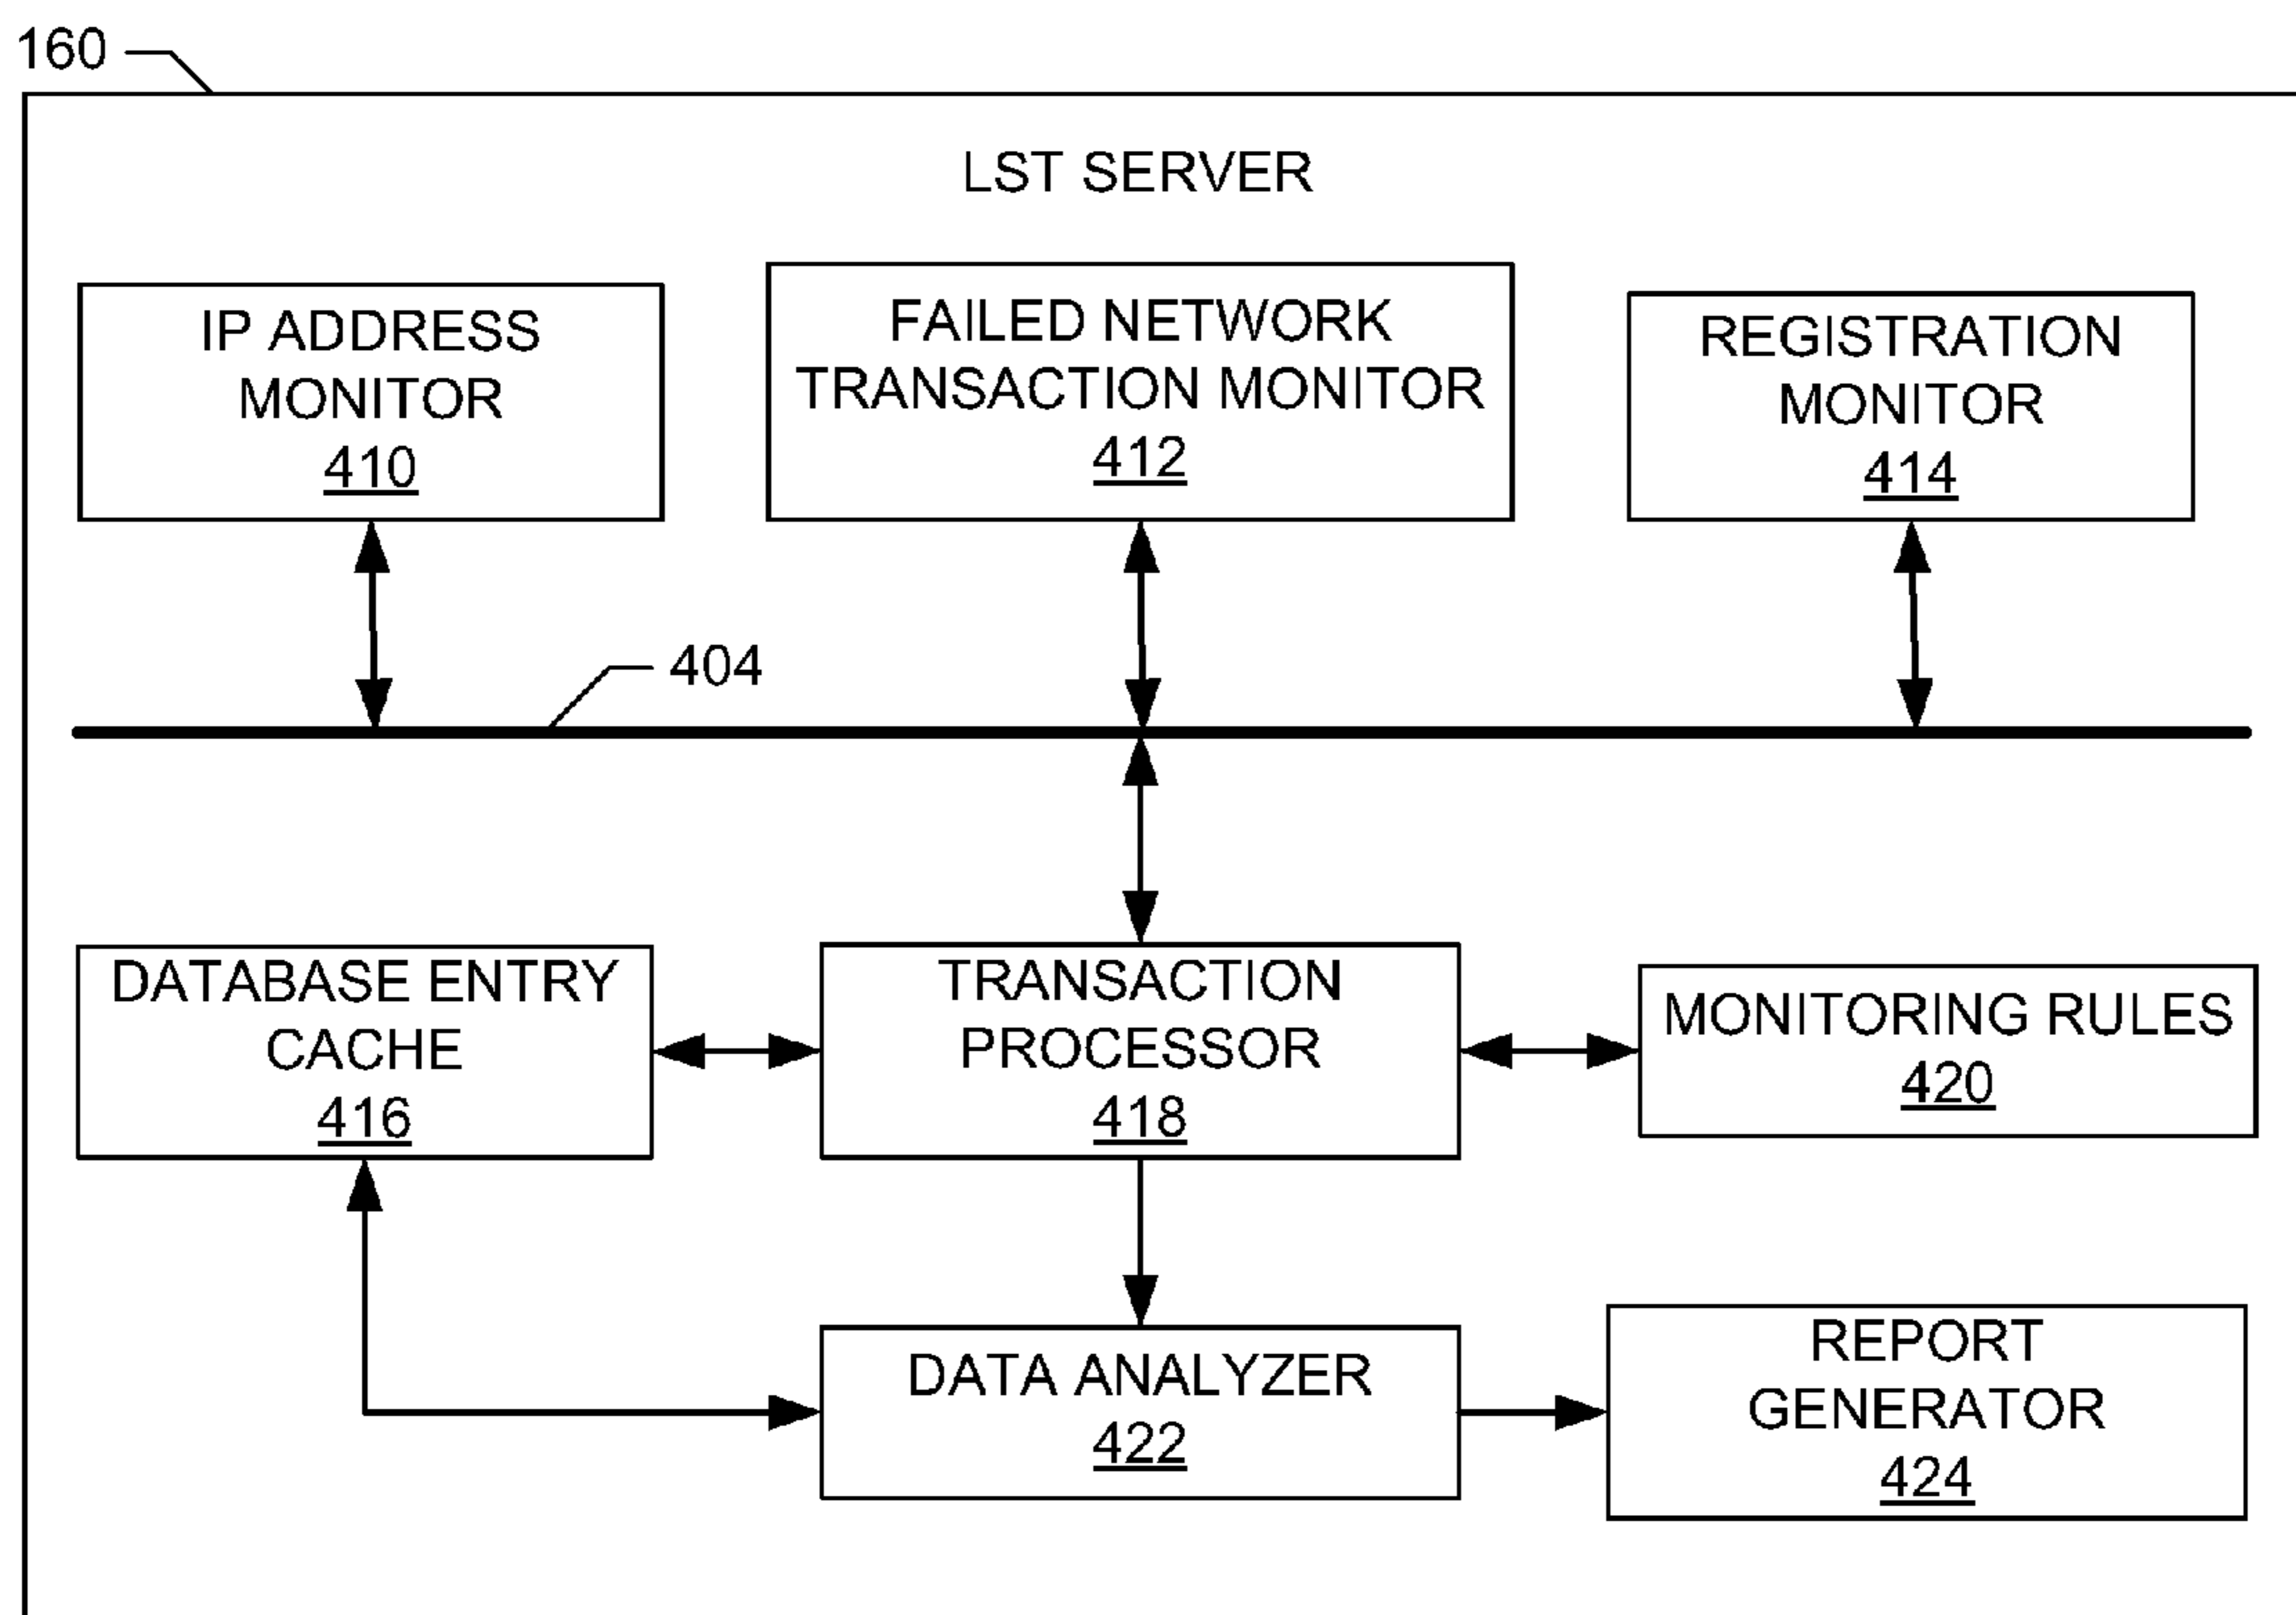 160
LST SERVER
IP ADDRESS
MONITOR
410
FAILED NETWORK
TRANSACTION MONITOR
412
REGISTRATION
MONITOR
414
404
DATABASE ENTRY
CACHE
416
TRANSACTION
PROCESSOR
418
MONITORING RULES
420
DATA ANALYZER
422
REPORT
GENERATOR
424